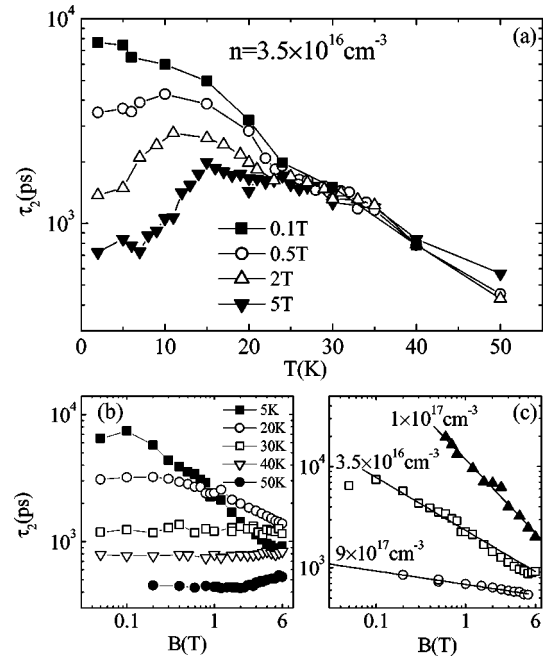 (a)
n=3.5×10¹⁶cm⁻³
10⁴
10³
τ₂(ps)
0.1T
0.5T
2T
5T
0 10 20 30 40 50
T(K)
(b)
5K
20K
30K
40K
50K
10⁴
10³
τ₂(ps)
0.1 1 6
B(T)
(c)
1×10¹⁷cm⁻³
3.5×10¹⁶cm⁻³
9×10¹⁷cm⁻³
10⁴
10³
0.1 1 6
B(T)